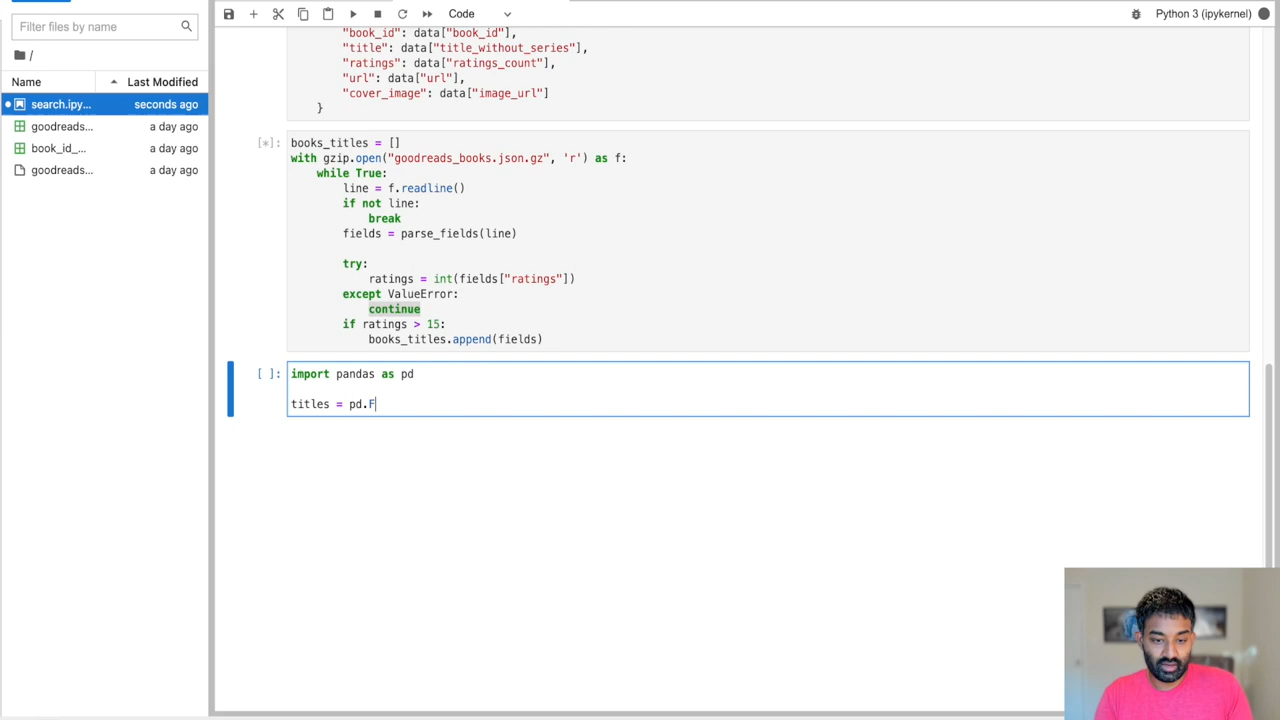 Filter files by name
/
Name
Last Modified
search.ipy...
seconds ago
goodreads...
a day ago
book_id_...
a day ago
goodreads...
a day ago
Code
Python 3 (ipykernel)
"book_id": data["book_id"],
"title": data["title_without_series"],
"ratings": data["ratings_count"],
"url": data["url"],
"cover_image": data["image_url"]
}
[*]:
books_titles = []
with gzip.open("goodreads_books.json.gz", 'r') as f:
while True:
line = f.readline()
if not line:
break
fields = parse_fields(line)
try:
ratings = int(fields["ratings"])
except ValueError:
continue
if ratings > 15:
books_titles.append(fields)
[ ]:
import pandas as pd
titles = pd.F